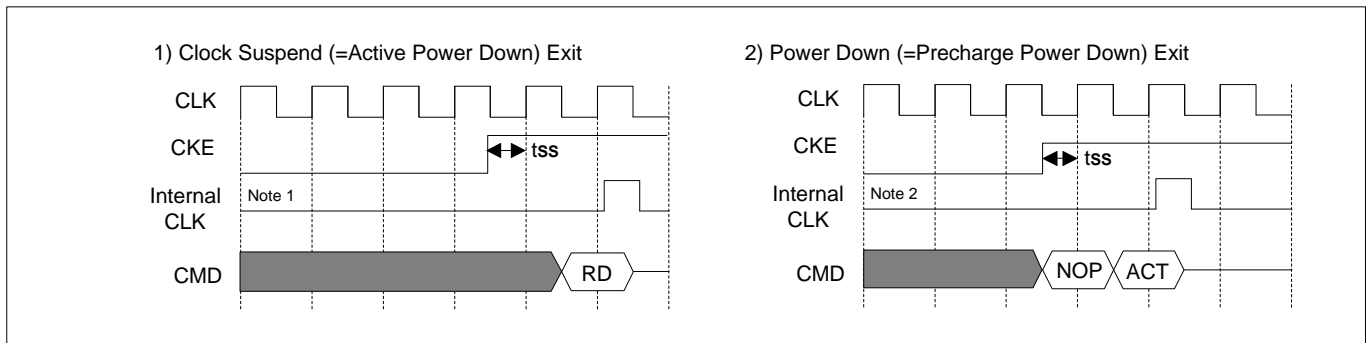 1) Clock Suspend (=Active Power Down) Exit
CLK
CKE
tss
Internal
CLK
Note 1
CMD
RD
2) Power Down (=Precharge Power Down) Exit
CLK
CKE
tss
Internal
CLK
Note 2
CMD
NOP
ACT